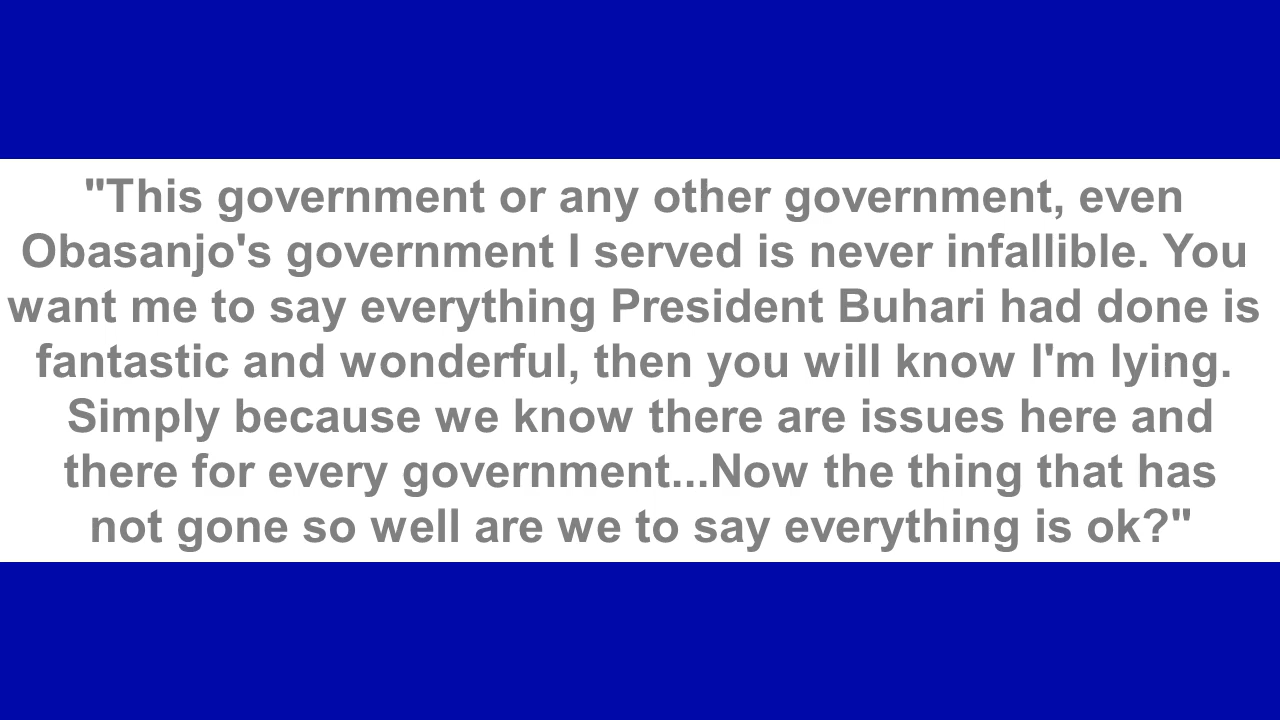 "This government or any other government, even
Obasanjo's government I served is never infallible. You
want me to say everything President Buhari had done is
fantastic and wonderful, then you will know I'm lying.
Simply because we know there are issues here and
there for every government...Now the thing that has
not gone so well are we to say everything is ok?"